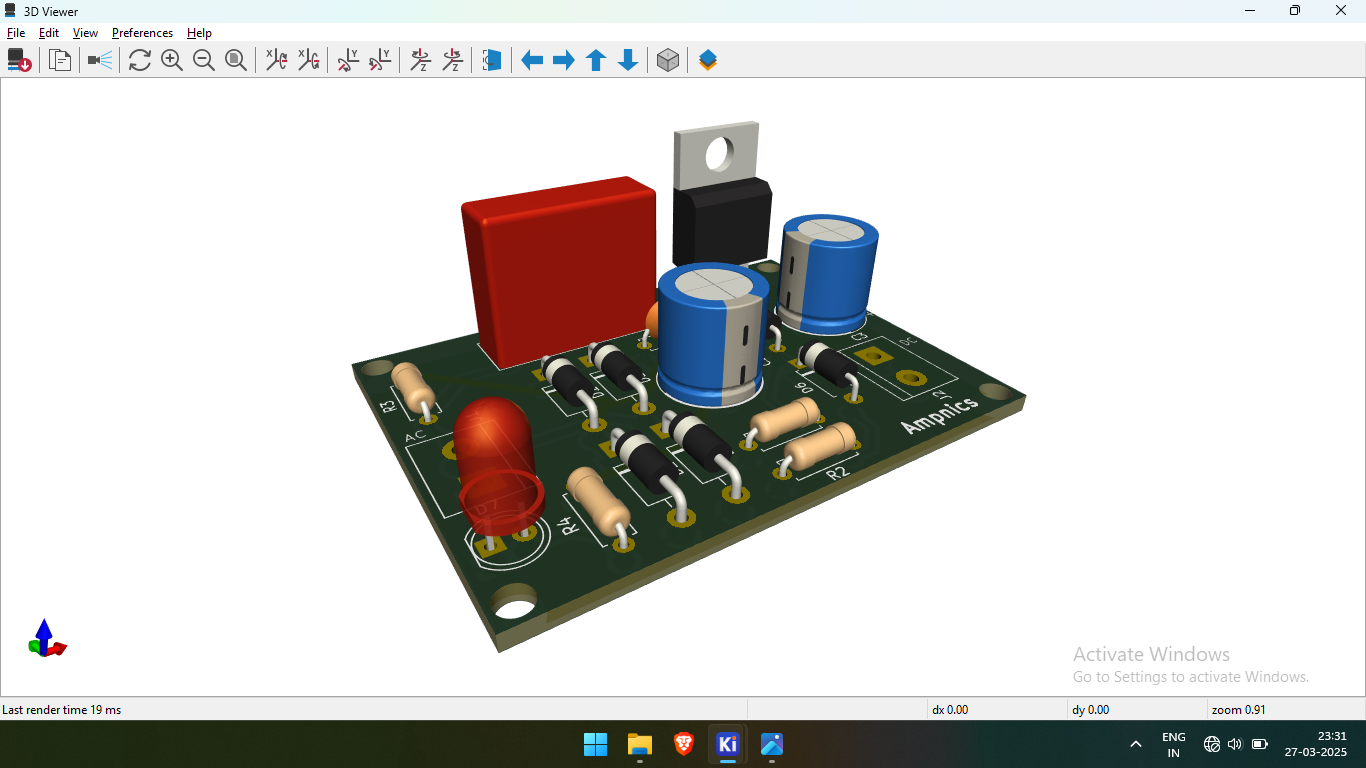 3D Viewer
File Edit View Preferences Help
C3
DC
D6
J2
R3
Ampnics
AC
R2
D7
R4
Activate Windows
Go to Settings to activate Windows.
Last render time 19 ms
dx 0.00
dy 0.00
zoom 0.91
Ki
ENG
IN
23:31
27-03-2025